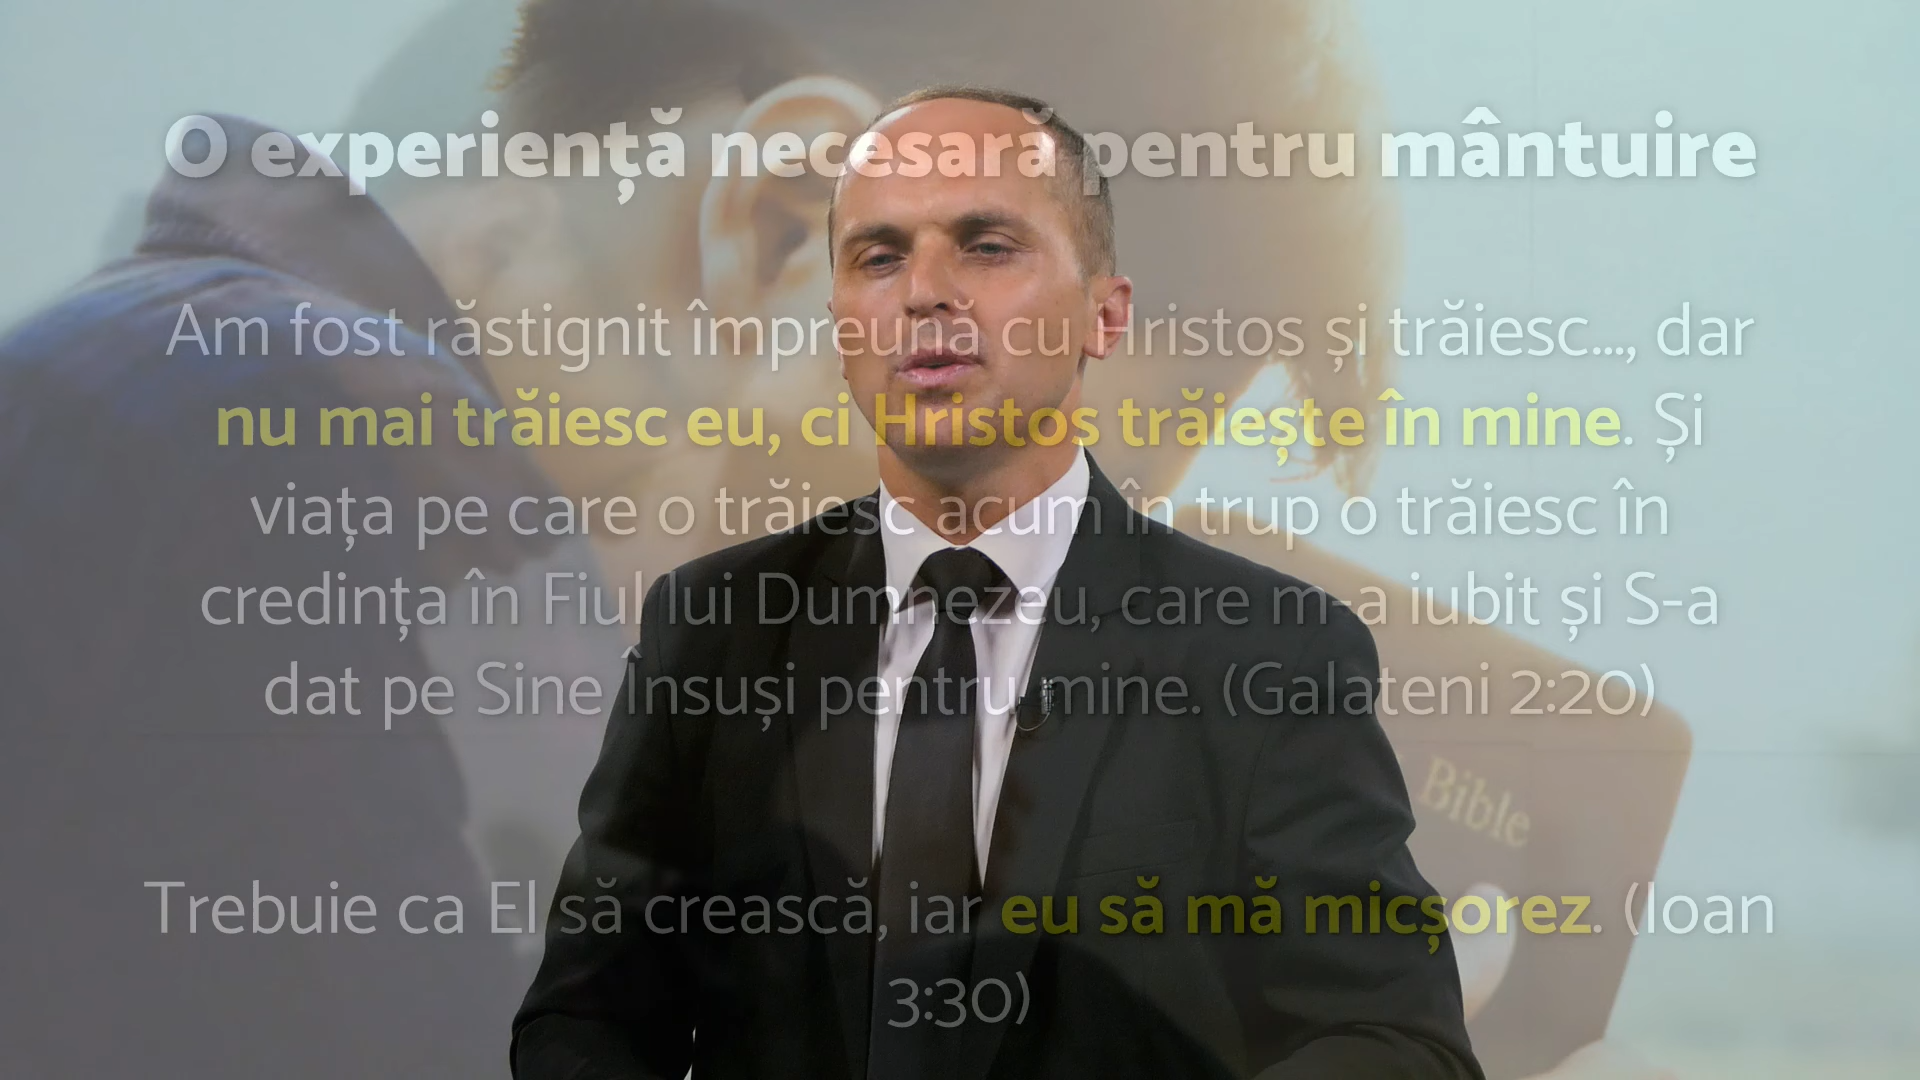 O experiență necesară pentru mântuire
Am fost răstignit împreună cu Hristos și trăiesc..., dar
nu mai trăiesc eu, ci Hristos trăiește în mine. Și
viața pe care o trăiesc acum în trup o trăiesc în
credința în Fiul lui Dumnezeu, care m-a iubit și S-a
dat pe Sine Însuși pentru mine. (Galateni 2:20)
Trebuie ca El să crească, iar eu să mă micșorez. (Ioan
3:30)
Bible